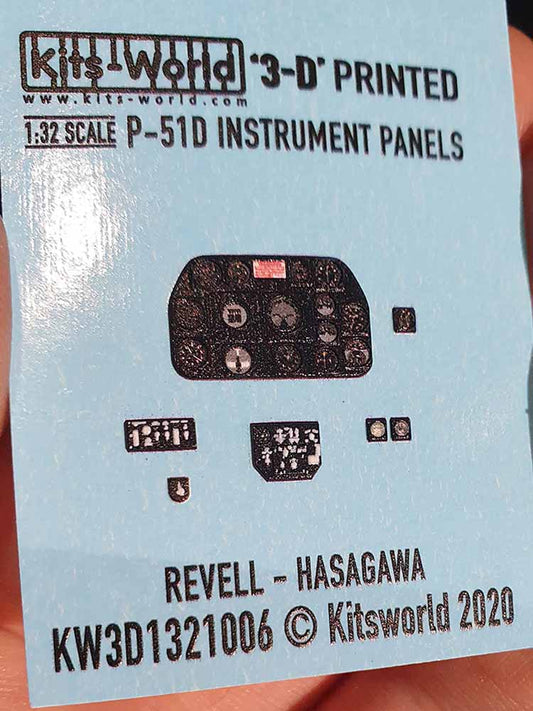 Kits-World '3-D' PRINTED
www.kits-world.com
1:32 SCALE P-51D INSTRUMENT PANELS
REVELL - HASAGAWA
KW3D1321006 © Kitsworld 2020